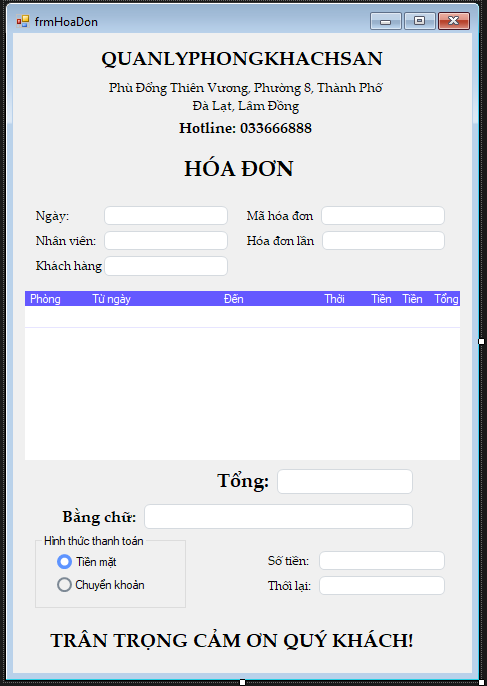 frmHoaDon
QUANLYPHONGKHACHSAN
Phù Đổng Thiên Vương, Phường 8, Thành Phố
Đà Lạt, Lâm Đồng
Hotline: 033666888
HÓA ĐƠN
Ngày: Mã hóa đơn
Nhân viên: Hóa đơn lần
Khách hàng
Phòng Từ ngày Đến Thời Tiền Tiền Tổng
Tổng:
Bằng chữ:
Hình thức thanh toán
Tiền mặt Số tiền:
Chuyển khoản Thối lại:
TRÂN TRỌNG CẢM ƠN QUÝ KHÁCH!